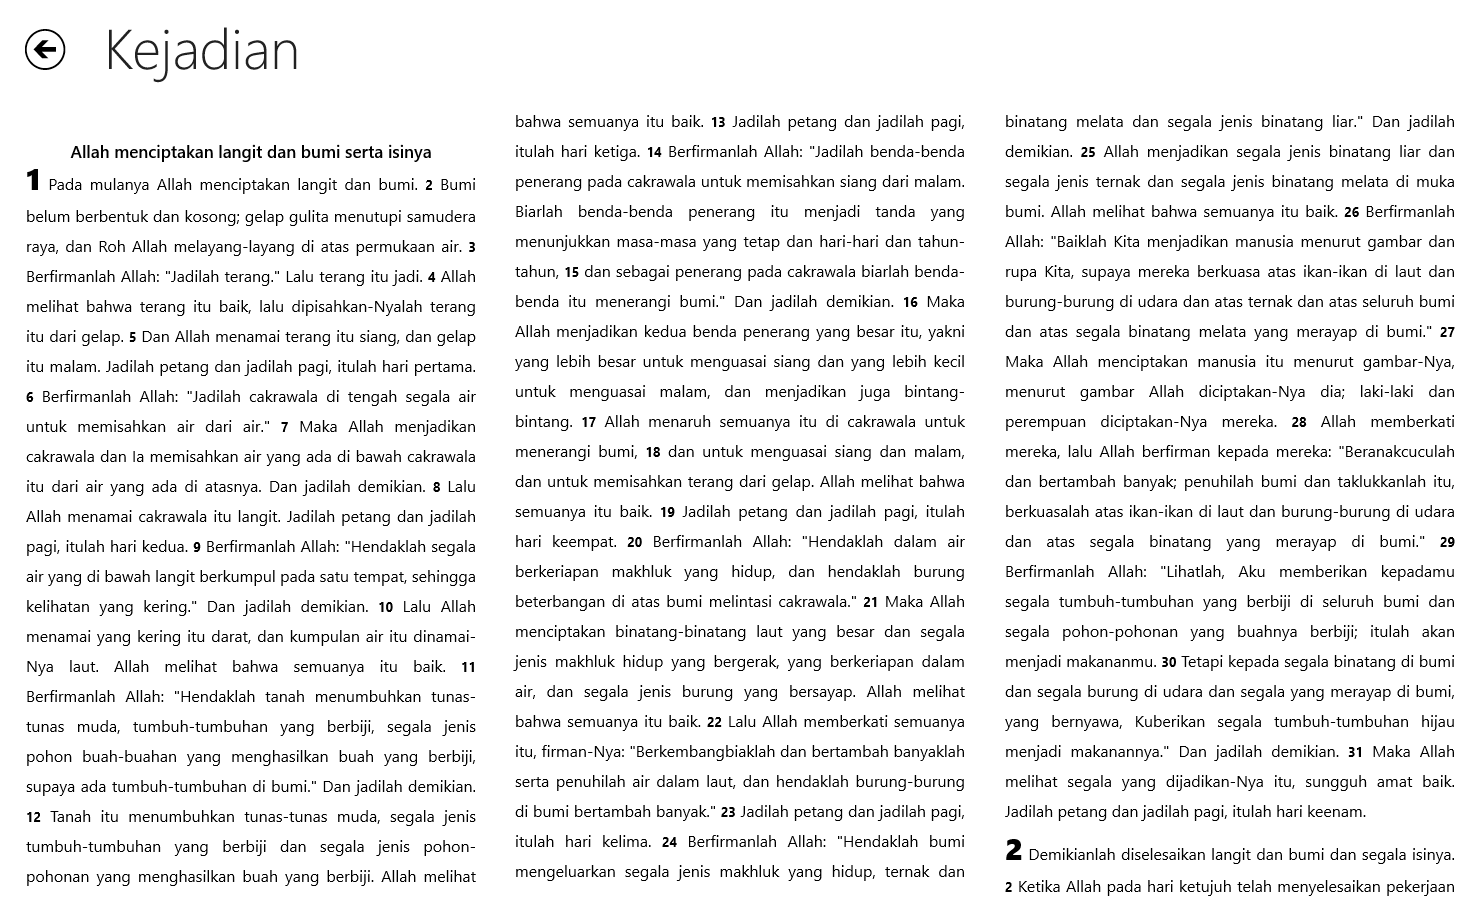 Kejadian
Allah menciptakan langit dan bumi serta isinya
1 Pada mulanya Allah menciptakan langit dan bumi. 2 Bumi
belum berbentuk dan kosong; gelap gulita menutupi samudera
raya, dan Roh Allah melayang-layang di atas permukaan air. 3
Berfirmanlah Allah: "Jadilah terang." Lalu terang itu jadi. 4 Allah
melihat bahwa terang itu baik, lalu dipisahkan-Nyalah terang
itu dari gelap. 5 Dan Allah menamai terang itu siang, dan gelap
itu malam. Jadilah petang dan jadilah pagi, itulah hari pertama.
6 Berfirmanlah Allah: "Jadilah cakrawala di tengah segala air
untuk memisahkan air dari air." 7 Maka Allah menjadikan
cakrawala dan Ia memisahkan air yang ada di bawah cakrawala
itu dari air yang ada di atasnya. Dan jadilah demikian. 8 Lalu
Allah menamai cakrawala itu langit. Jadilah petang dan jadilah
pagi, itulah hari kedua. 9 Berfirmanlah Allah: "Hendaklah segala
air yang di bawah langit berkumpul pada satu tempat, sehingga
kelihatan yang kering." Dan jadilah demikian. 10 Lalu Allah
menamai yang kering itu darat, dan kumpulan air itu dinamai-
Nya laut. Allah melihat bahwa semuanya itu baik. 11
Berfirmanlah Allah: "Hendaklah tanah menumbuhkan tunas-
tunas muda, tumbuh-tumbuhan yang berbiji, segala jenis
pohon buah-buahan yang menghasilkan buah yang berbiji,
supaya ada tumbuh-tumbuhan di bumi." Dan jadilah demikian.
12 Tanah itu menumbuhkan tunas-tunas muda, segala jenis
tumbuh-tumbuhan yang berbiji dan segala jenis pohon-
pohonan yang menghasilkan buah yang berbiji. Allah melihat
bahwa semuanya itu baik. 13 Jadilah petang dan jadilah pagi,
itulah hari ketiga. 14 Berfirmanlah Allah: "Jadilah benda-benda
penerang pada cakrawala untuk memisahkan siang dari malam.
Biarlah benda-benda penerang itu menjadi tanda yang
menunjukkan masa-masa yang tetap dan hari-hari dan tahun-
tahun, 15 dan sebagai penerang pada cakrawala biarlah benda-
benda itu menerangi bumi." Dan jadilah demikian. 16 Maka
Allah menjadikan kedua benda penerang yang besar itu, yakni
yang lebih besar untuk menguasai siang dan yang lebih kecil
untuk menguasai malam, dan menjadikan juga bintang-
bintang. 17 Allah menaruh semuanya itu di cakrawala untuk
menerangi bumi, 18 dan untuk menguasai siang dan malam,
dan untuk memisahkan terang dari gelap. Allah melihat bahwa
semuanya itu baik. 19 Jadilah petang dan jadilah pagi, itulah
hari keempat. 20 Berfirmanlah Allah: "Hendaklah dalam air
berkeriapan makhluk yang hidup, dan hendaklah burung
beterbangan di atas bumi melintasi cakrawala." 21 Maka Allah
menciptakan binatang-binatang laut yang besar dan segala
jenis makhluk hidup yang bergerak, yang berkeriapan dalam
air, dan segala jenis burung yang bersayap. Allah melihat
bahwa semuanya itu baik. 22 Lalu Allah memberkati semuanya
itu, firman-Nya: "Berkembangbiaklah dan bertambah banyaklah
serta penuhilah air dalam laut, dan hendaklah burung-burung
di bumi bertambah banyak." 23 Jadilah petang dan jadilah pagi,
itulah hari kelima. 24 Berfirmanlah Allah: "Hendaklah bumi
mengeluarkan segala jenis makhluk yang hidup, ternak dan
binatang melata dan segala jenis binatang liar." Dan jadilah
demikian. 25 Allah menjadikan segala jenis binatang liar dan
segala jenis ternak dan segala jenis binatang melata di muka
bumi. Allah melihat bahwa semuanya itu baik. 26 Berfirmanlah
Allah: "Baiklah Kita menjadikan manusia menurut gambar dan
rupa Kita, supaya mereka berkuasa atas ikan-ikan di laut dan
burung-burung di udara dan atas ternak dan atas seluruh bumi
dan atas segala binatang melata yang merayap di bumi." 27
Maka Allah menciptakan manusia itu menurut gambar-Nya,
menurut gambar Allah diciptakan-Nya dia; laki-laki dan
perempuan diciptakan-Nya mereka. 28 Allah memberkati
mereka, lalu Allah berfirman kepada mereka: "Beranakcuculah
dan bertambah banyak; penuhilah bumi dan taklukkanlah itu,
berkuasalah atas ikan-ikan di laut dan burung-burung di udara
dan atas segala binatang yang merayap di bumi." 29
Berfirmanlah Allah: "Lihatlah, Aku memberikan kepadamu
segala tumbuh-tumbuhan yang berbiji di seluruh bumi dan
segala pohon-pohonan yang buahnya berbiji; itulah akan
menjadi makananmu. 30 Tetapi kepada segala binatang di bumi
dan segala burung di udara dan segala yang merayap di bumi,
yang bernyawa, Kuberikan segala tumbuh-tumbuhan hijau
menjadi makanannya." Dan jadilah demikian. 31 Maka Allah
melihat segala yang dijadikan-Nya itu, sungguh amat baik.
Jadilah petang dan jadilah pagi, itulah hari keenam.
2 Demikianlah diselesaikan langit dan bumi dan segala isinya.
2 Ketika Allah pada hari ketujuh telah menyelesaikan pekerjaan